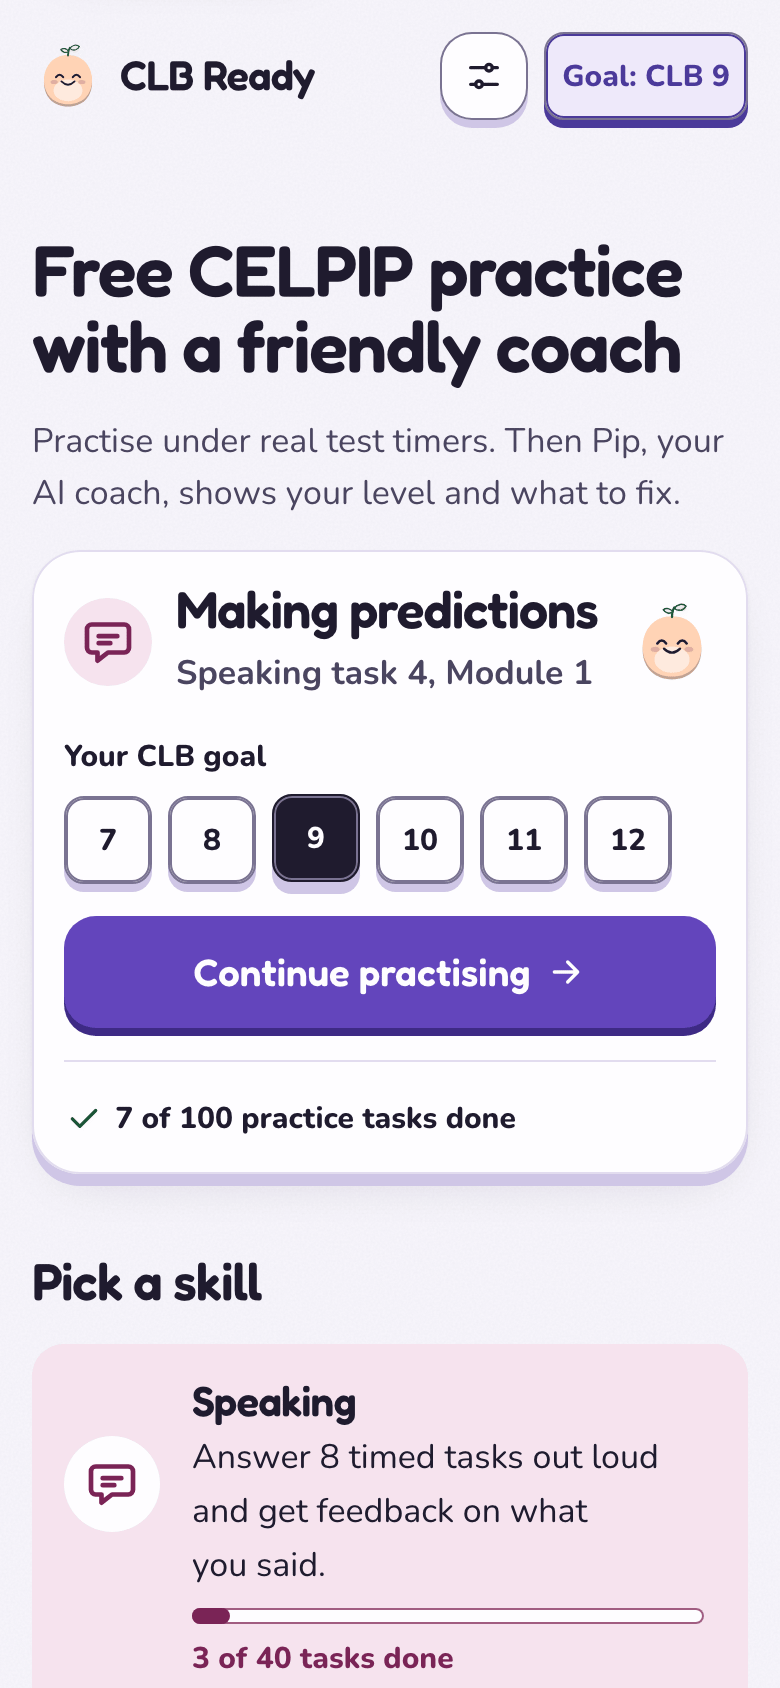 CLB Ready
Goal: CLB 9
Free CELPIP practice
with a friendly coach
Practise under real test timers. Then Pip, your
AI coach, shows your level and what to fix.
Making predictions
Speaking task 4, Module 1
Your CLB goal
7 8 9 10 11 12
Continue practising →
7 of 100 practice tasks done
Pick a skill
Speaking
Answer 8 timed tasks out loud
and get feedback on what
you said.
3 of 40 tasks done